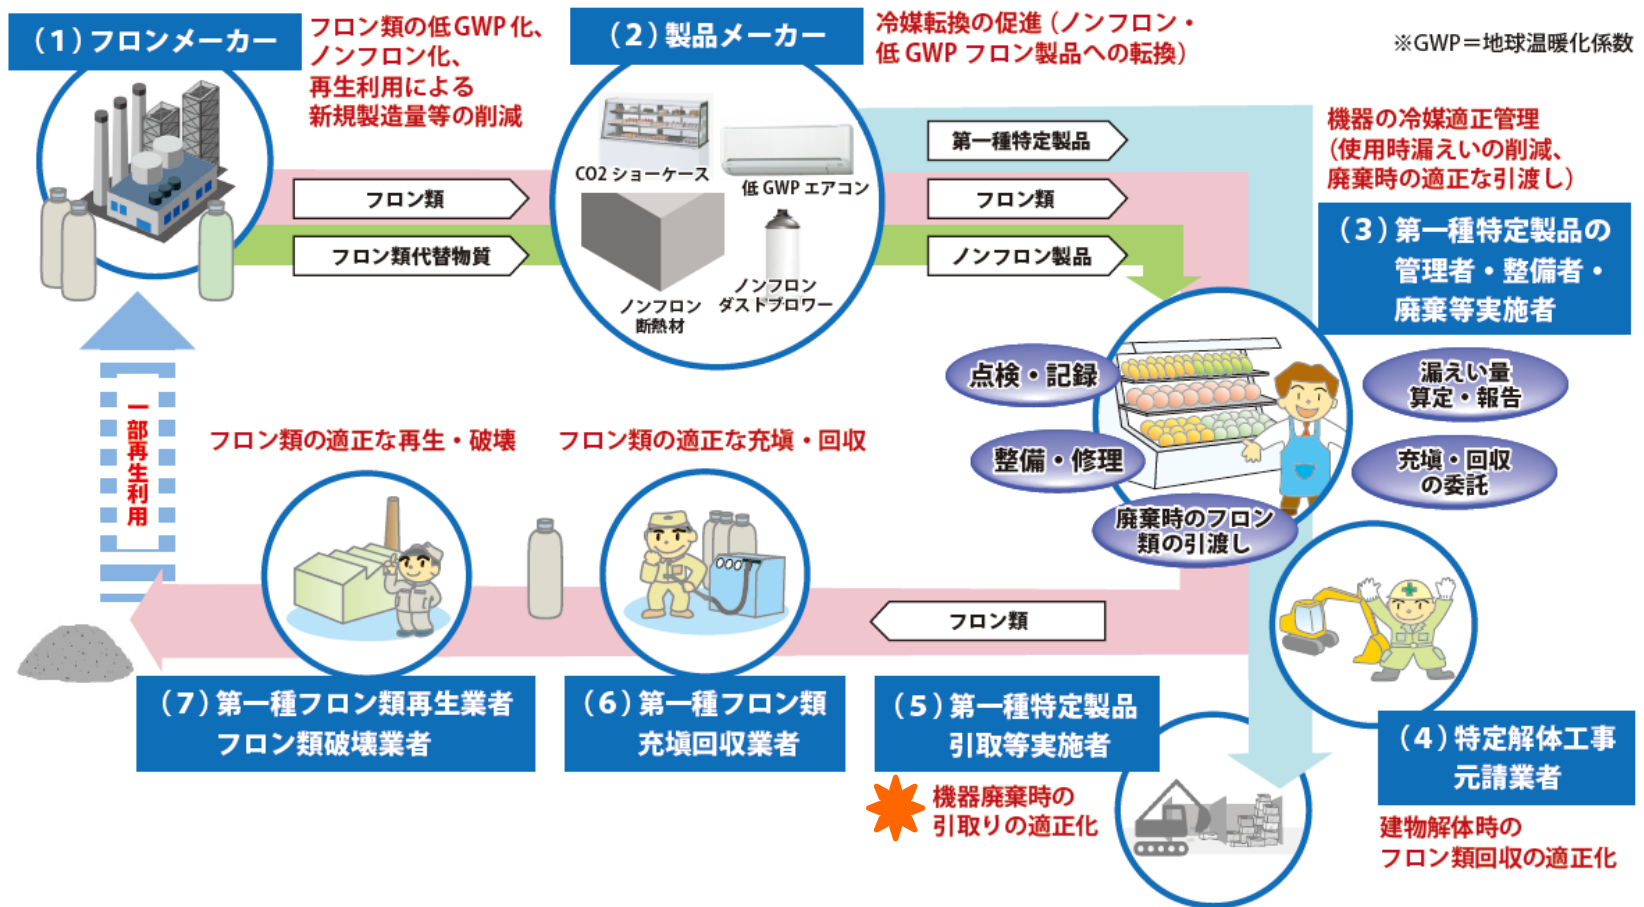 (1)フロンメーカー
フロン類の低GWP化、
ノンフロン化、
再生利用による
新規製造量等の削減
(2)製品メーカー
冷媒転換の促進(ノンフロン・
低GWPフロン製品への転換)
※GWP=地球温暖化係数
CO2ショーケース
低GWPエアコン
ノンフロン
断熱材
ノンフロン
ダストブロワー
フロン類
フロン類代替物質
第一種特定製品
フロン類
ノンフロン製品
機器の冷媒適正管理
(使用時漏えいの削減、
廃棄時の適正な引渡し)
(3)第一種特定製品の
管理者・整備者・
廃棄等実施者
点検・記録
整備・修理
廃棄時のフロン
類の引渡し
漏えい量
算定・報告
充塡・回収
の委託
一部再生利用
フロン類の適正な再生・破壊
フロン類の適正な充塡・回収
フロン類
(7)第一種フロン類再生業者
フロン類破壊業者
(6)第一種フロン類
充塡回収業者
(5)第一種特定製品
引取等実施者
機器廃棄時の
引取りの適正化
(4)特定解体工事
元請業者
建物解体時の
フロン類回収の適正化